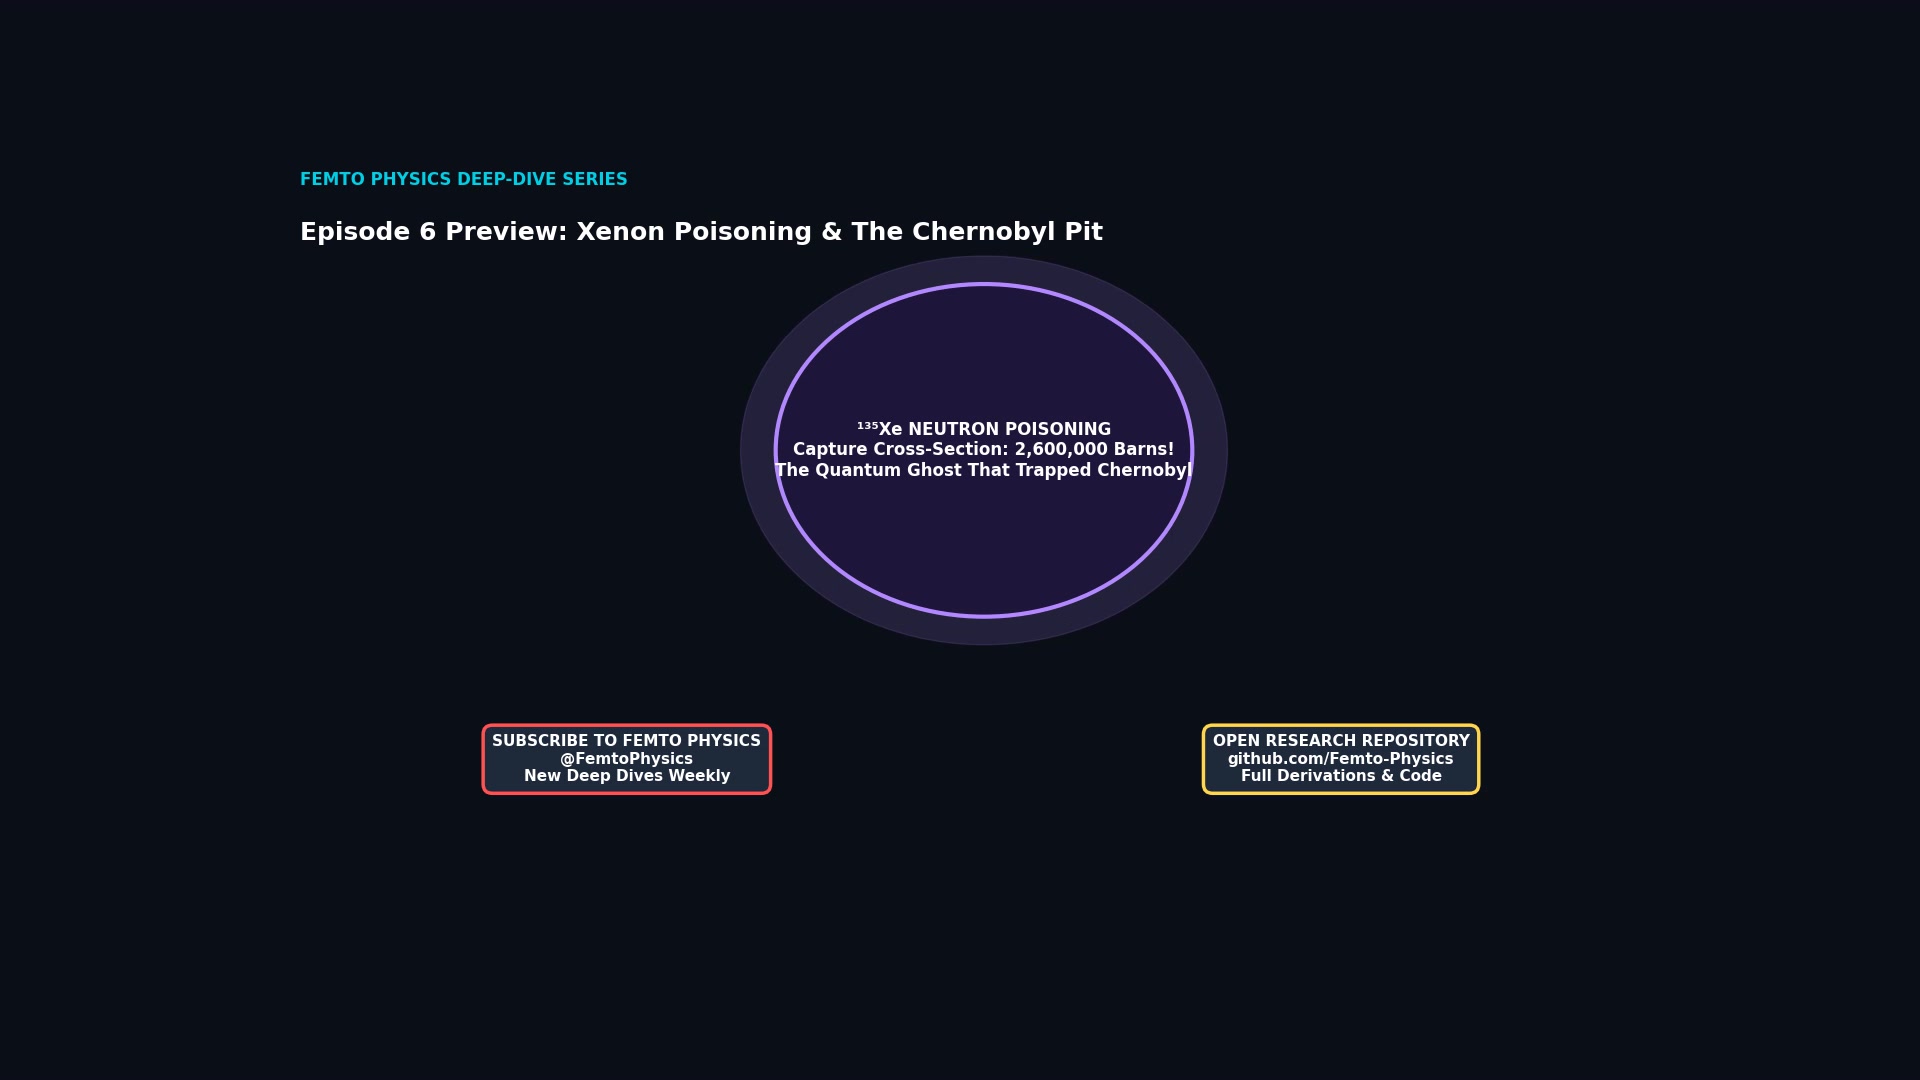 FEMTO PHYSICS DEEP-DIVE SERIES
Episode 6 Preview: Xenon Poisoning & The Chernobyl Pit
¹³⁵Xe NEUTRON POISONING
Capture Cross-Section: 2,600,000 Barns!
The Quantum Ghost That Trapped Chernobyl
SUBSCRIBE TO FEMTO PHYSICS
@FemtoPhysics
New Deep Dives Weekly
OPEN RESEARCH REPOSITORY
github.com/Femto-Physics
Full Derivations & Code